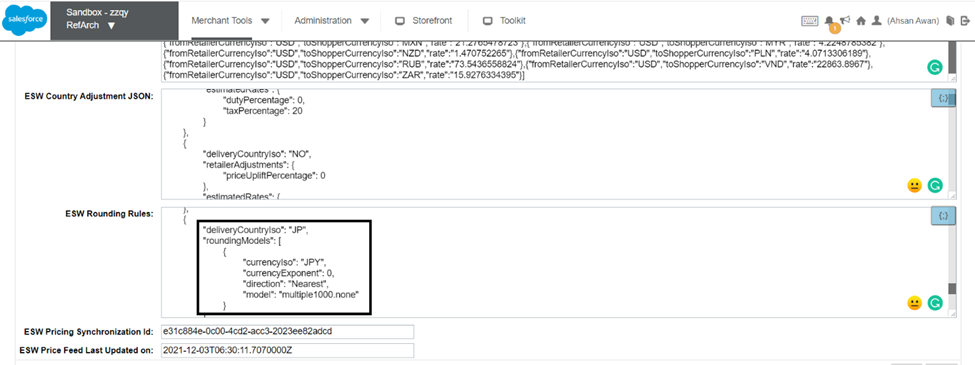 salesforce
Sandbox - zzqy
RefArch
Merchant Tools
Administration
Storefront
Toolkit
1
(Ahsan Awan)
{"fromRetailerCurrencyIso":"USD","toShopperCurrencyIso":"MXN","rate":"21.2765478723"},{"fromRetailerCurrencyIso":"USD","toShopperCurrencyIso":"MYR","rate":"4.2248785382"},
{"fromRetailerCurrencyIso":"USD","toShopperCurrencyIso":"NZD","rate":"1.470752265"},{"fromRetailerCurrencyIso":"USD","toShopperCurrencyIso":"PLN","rate":"4.0713306189"},
{"fromRetailerCurrencyIso":"USD","toShopperCurrencyIso":"RUB","rate":"73.5436558824"},{"fromRetailerCurrencyIso":"USD","toShopperCurrencyIso":"VND","rate":"22863.8967"},
{"fromRetailerCurrencyIso":"USD","toShopperCurrencyIso":"ZAR","rate":"15.9276334395"}]
ESW Country Adjustment JSON:
"estimatedRates": {
"dutyPercentage": 0,
"taxPercentage": 20
}
},
{
"deliveryCountryIso": "NO",
"retailerAdjustments": {
"priceUpliftPercentage": 0
},
"estimatedRates": {
{;}
ESW Rounding Rules:
},
{
"deliveryCountryIso": "JP",
"roundingModels": [
{
"currencyIso": "JPY",
"currencyExponent": 0,
"direction": "Nearest",
"model": "multiple1000.none"
}
{;}
ESW Pricing Synchronization Id:
e31c884e-0c00-4cd2-acc3-2023ee82adcd
ESW Price Feed Last Updated on:
2021-12-03T06:30:11.7070000Z